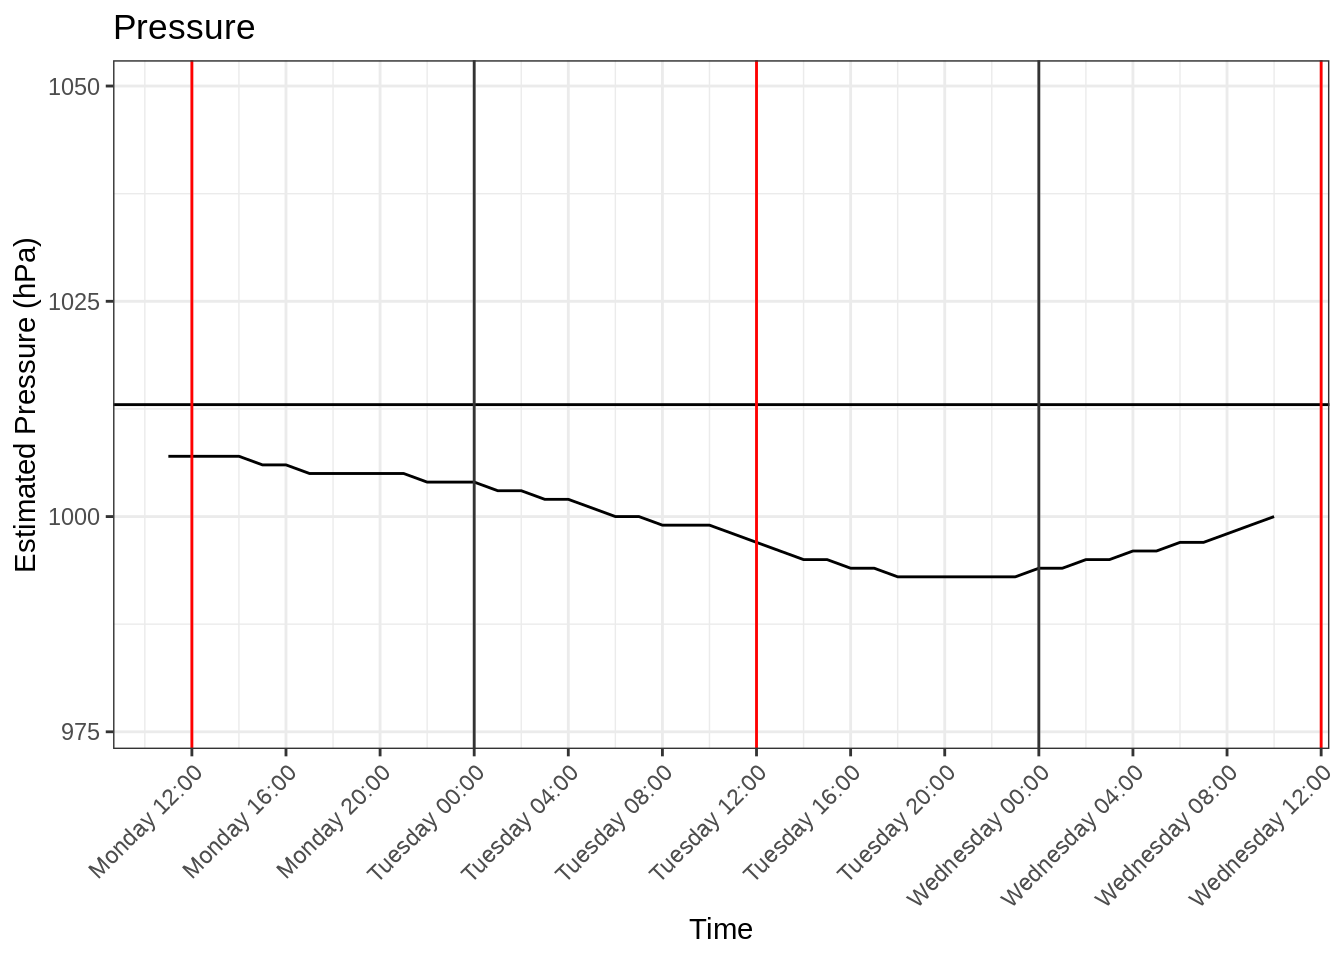 Pressure
Estimated Pressure (hPa)
1050
1025
1000
975
Monday 12:00
Monday 16:00
Monday 20:00
Tuesday 00:00
Tuesday 04:00
Tuesday 08:00
Tuesday 12:00
Tuesday 16:00
Tuesday 20:00
Wednesday 00:00
Wednesday 04:00
Wednesday 08:00
Wednesday 12:00
Time